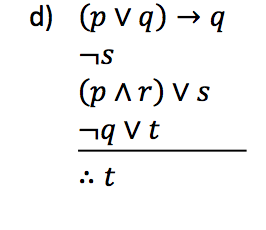 d) (p ∨ q) → q
¬s
(p ∧ r) ∨ s
¬q ∨ t
∴ t